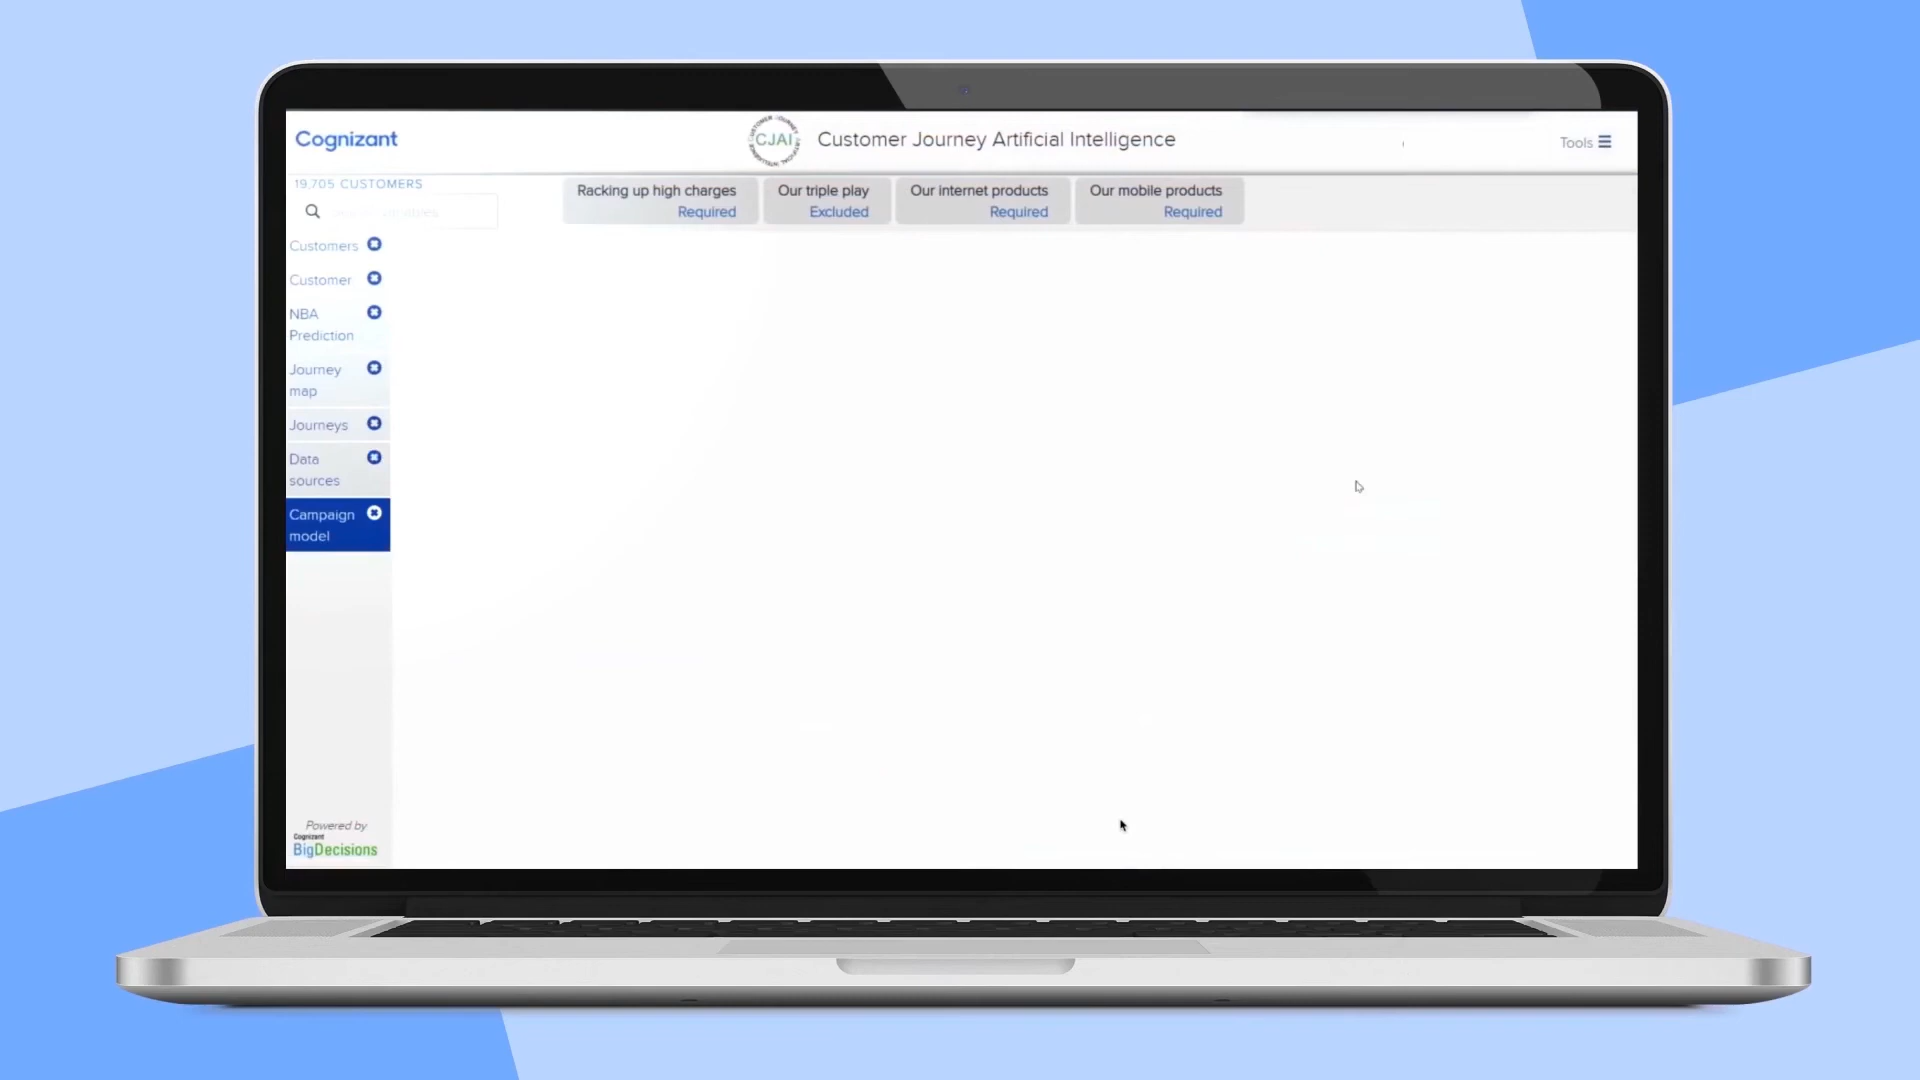 Cognizant
CJAI
Customer Journey Artificial Intelligence
Tools
19,705 CUSTOMERS
Racking up high charges
Required
Our triple play
Excluded
Our internet products
Required
Our mobile products
Required
Customers
Customer
NBA
Prediction
Journey
map
Journeys
Data
sources
Campaign
model
Powered by
Cognizant
BigDecisions